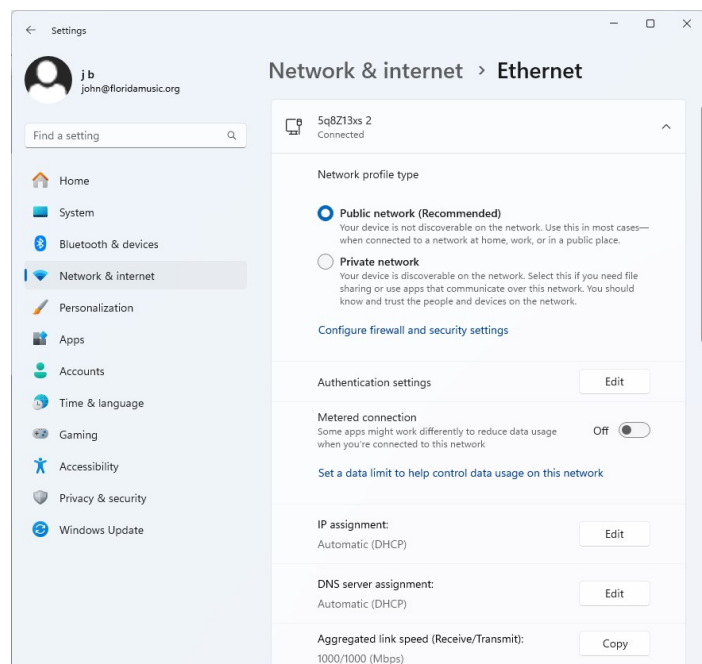 Settings
j b
john@floridamusic.org
Find a setting
Home
System
Bluetooth & devices
Network & internet
Personalization
Apps
Accounts
Time & language
Gaming
Accessibility
Privacy & security
Windows Update
Network & internet > Ethernet
5q8Z13xs 2
Connected
Network profile type
Public network (Recommended)
Your device is not discoverable on the network. Use this in most cases—
when connected to a network at home, work, or in a public place.
Private network
Your device is discoverable on the network. Select this if you need file
sharing or use apps that communicate over this network. You should
know and trust the people and devices on the network.
Configure firewall and security settings
Authentication settings
Edit
Metered connection
Some apps might work differently to reduce data usage
when you're connected to this network
Off
Set a data limit to help control data usage on this network
IP assignment:
Automatic (DHCP)
Edit
DNS server assignment:
Automatic (DHCP)
Edit
Aggregated link speed (Receive/Transmit):
1000/1000 (Mbps)
Copy